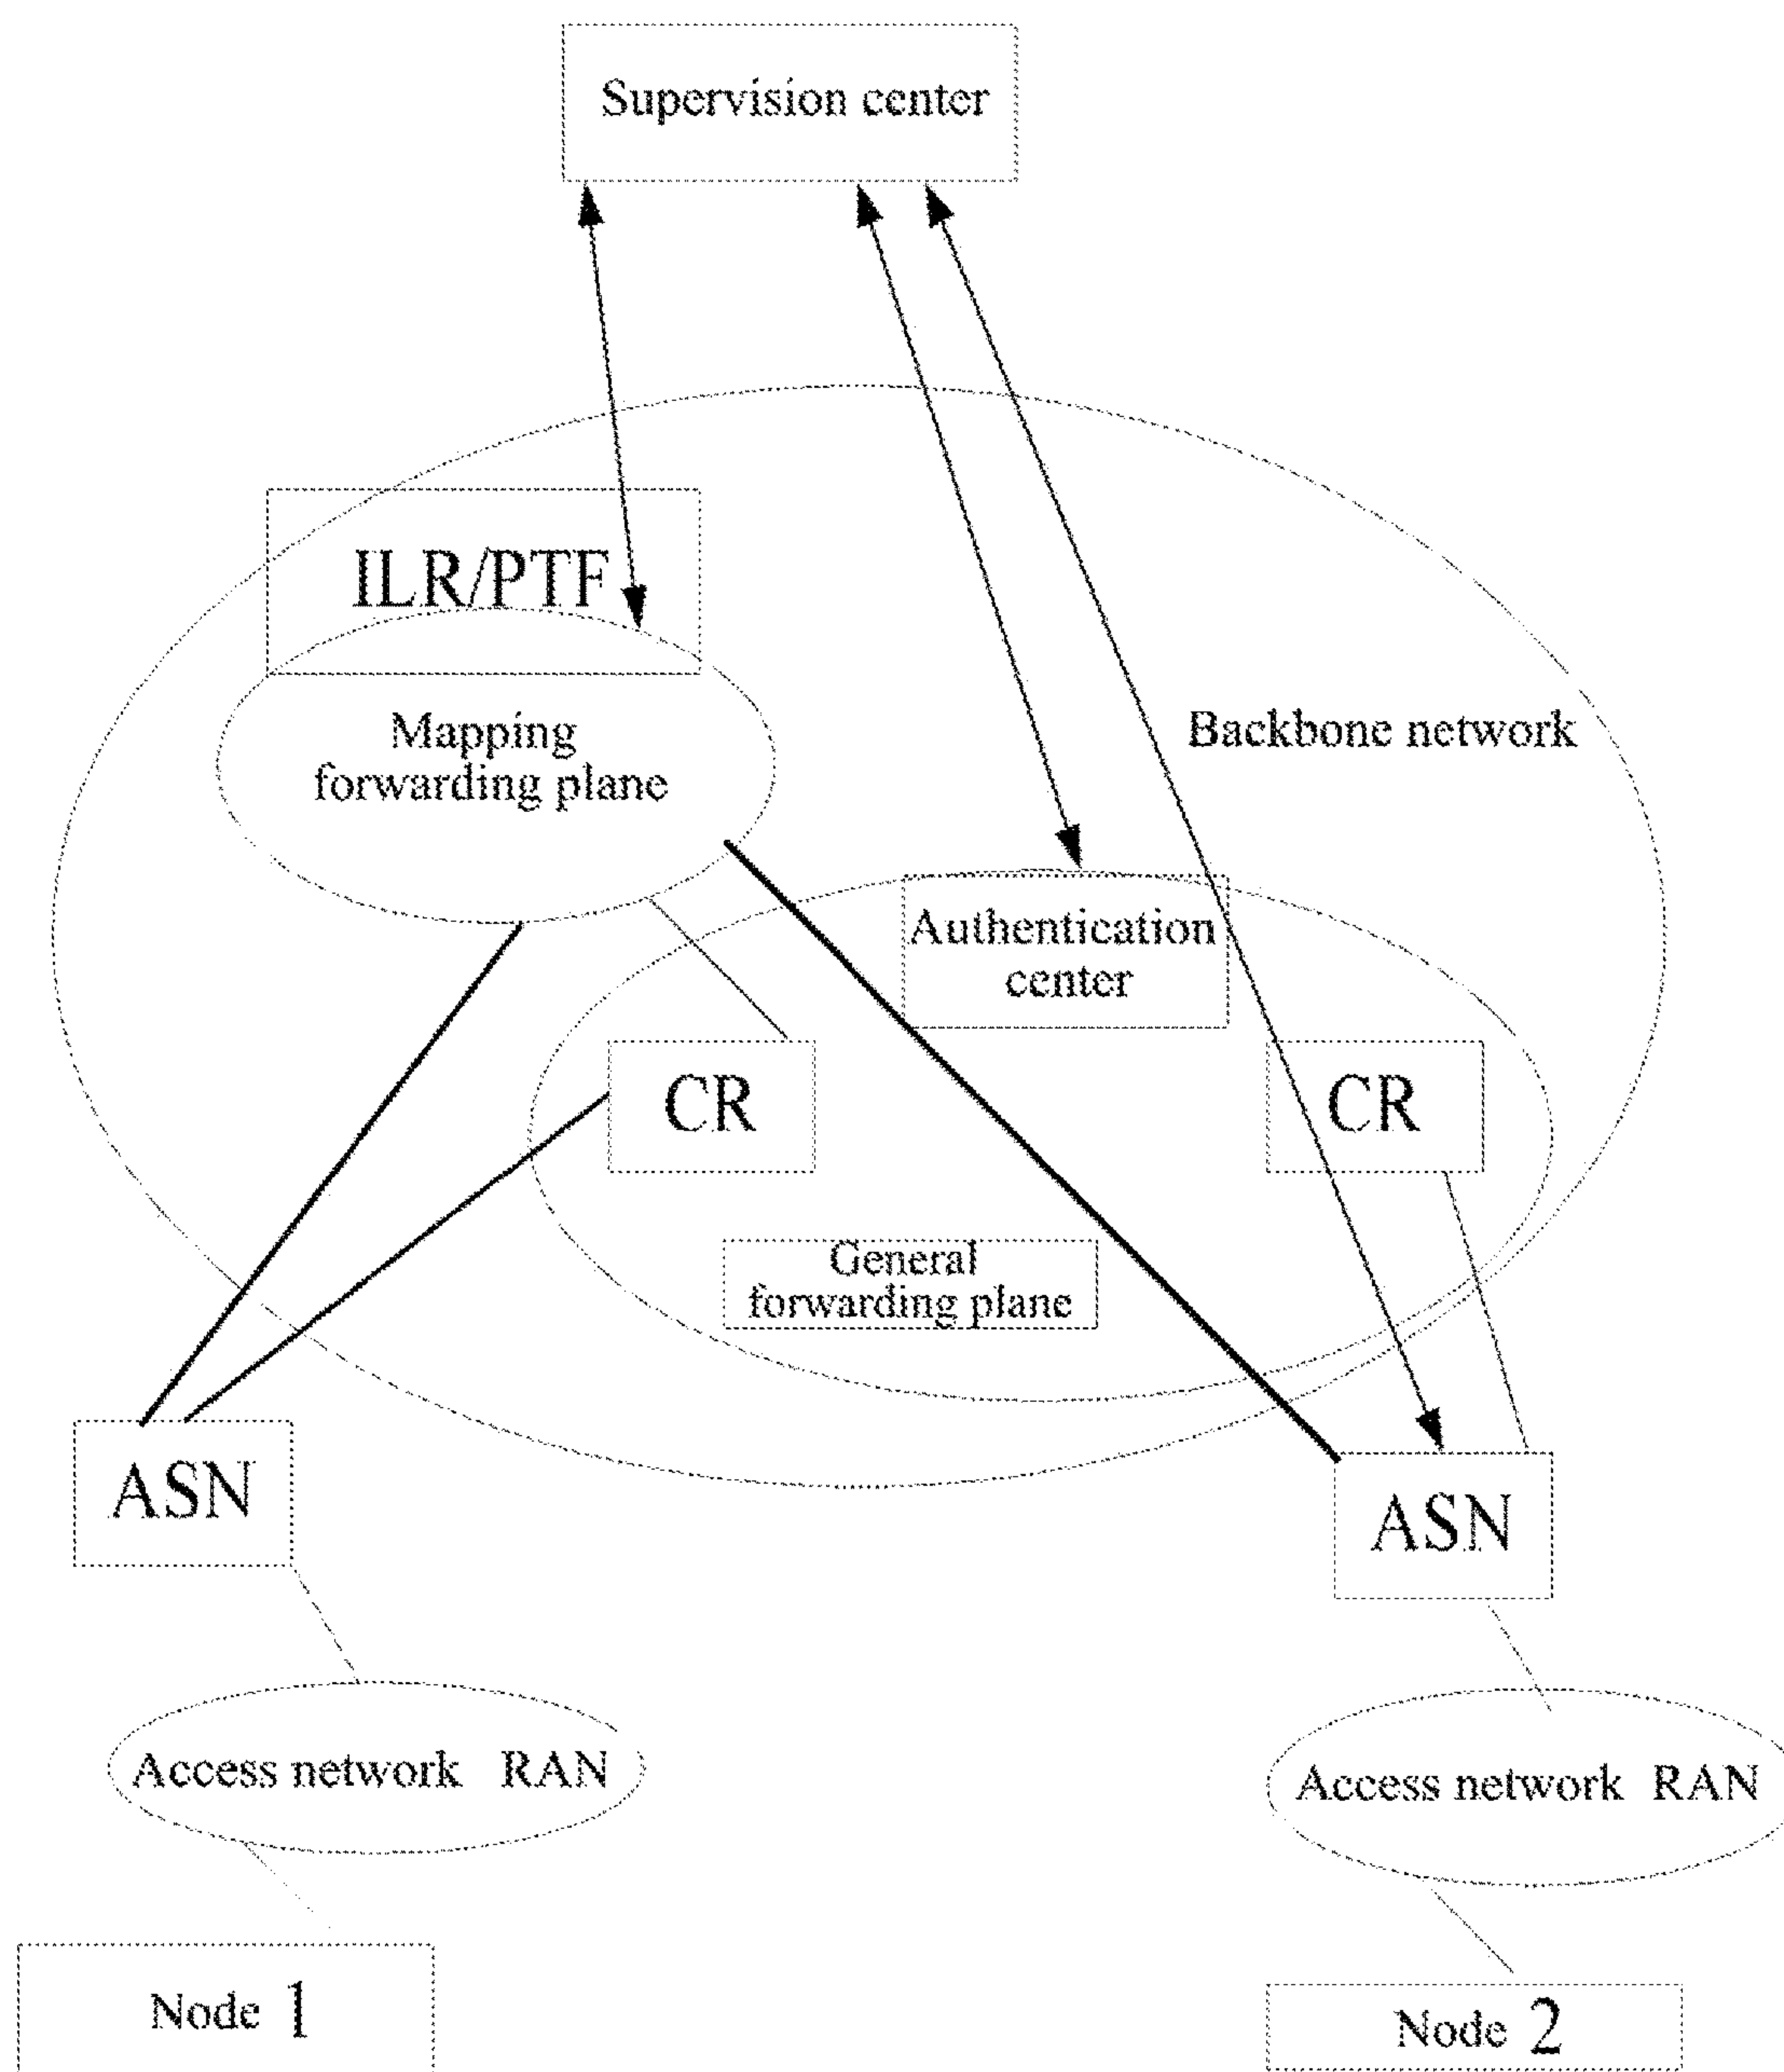 Supervision center
ILR/PTF
Mapping
forwarding plane
Backbone network
Authentication
center
CR
CR
General
forwarding plane
ASN
ASN
Access network RAN
Access network RAN
Node 1
Node 2